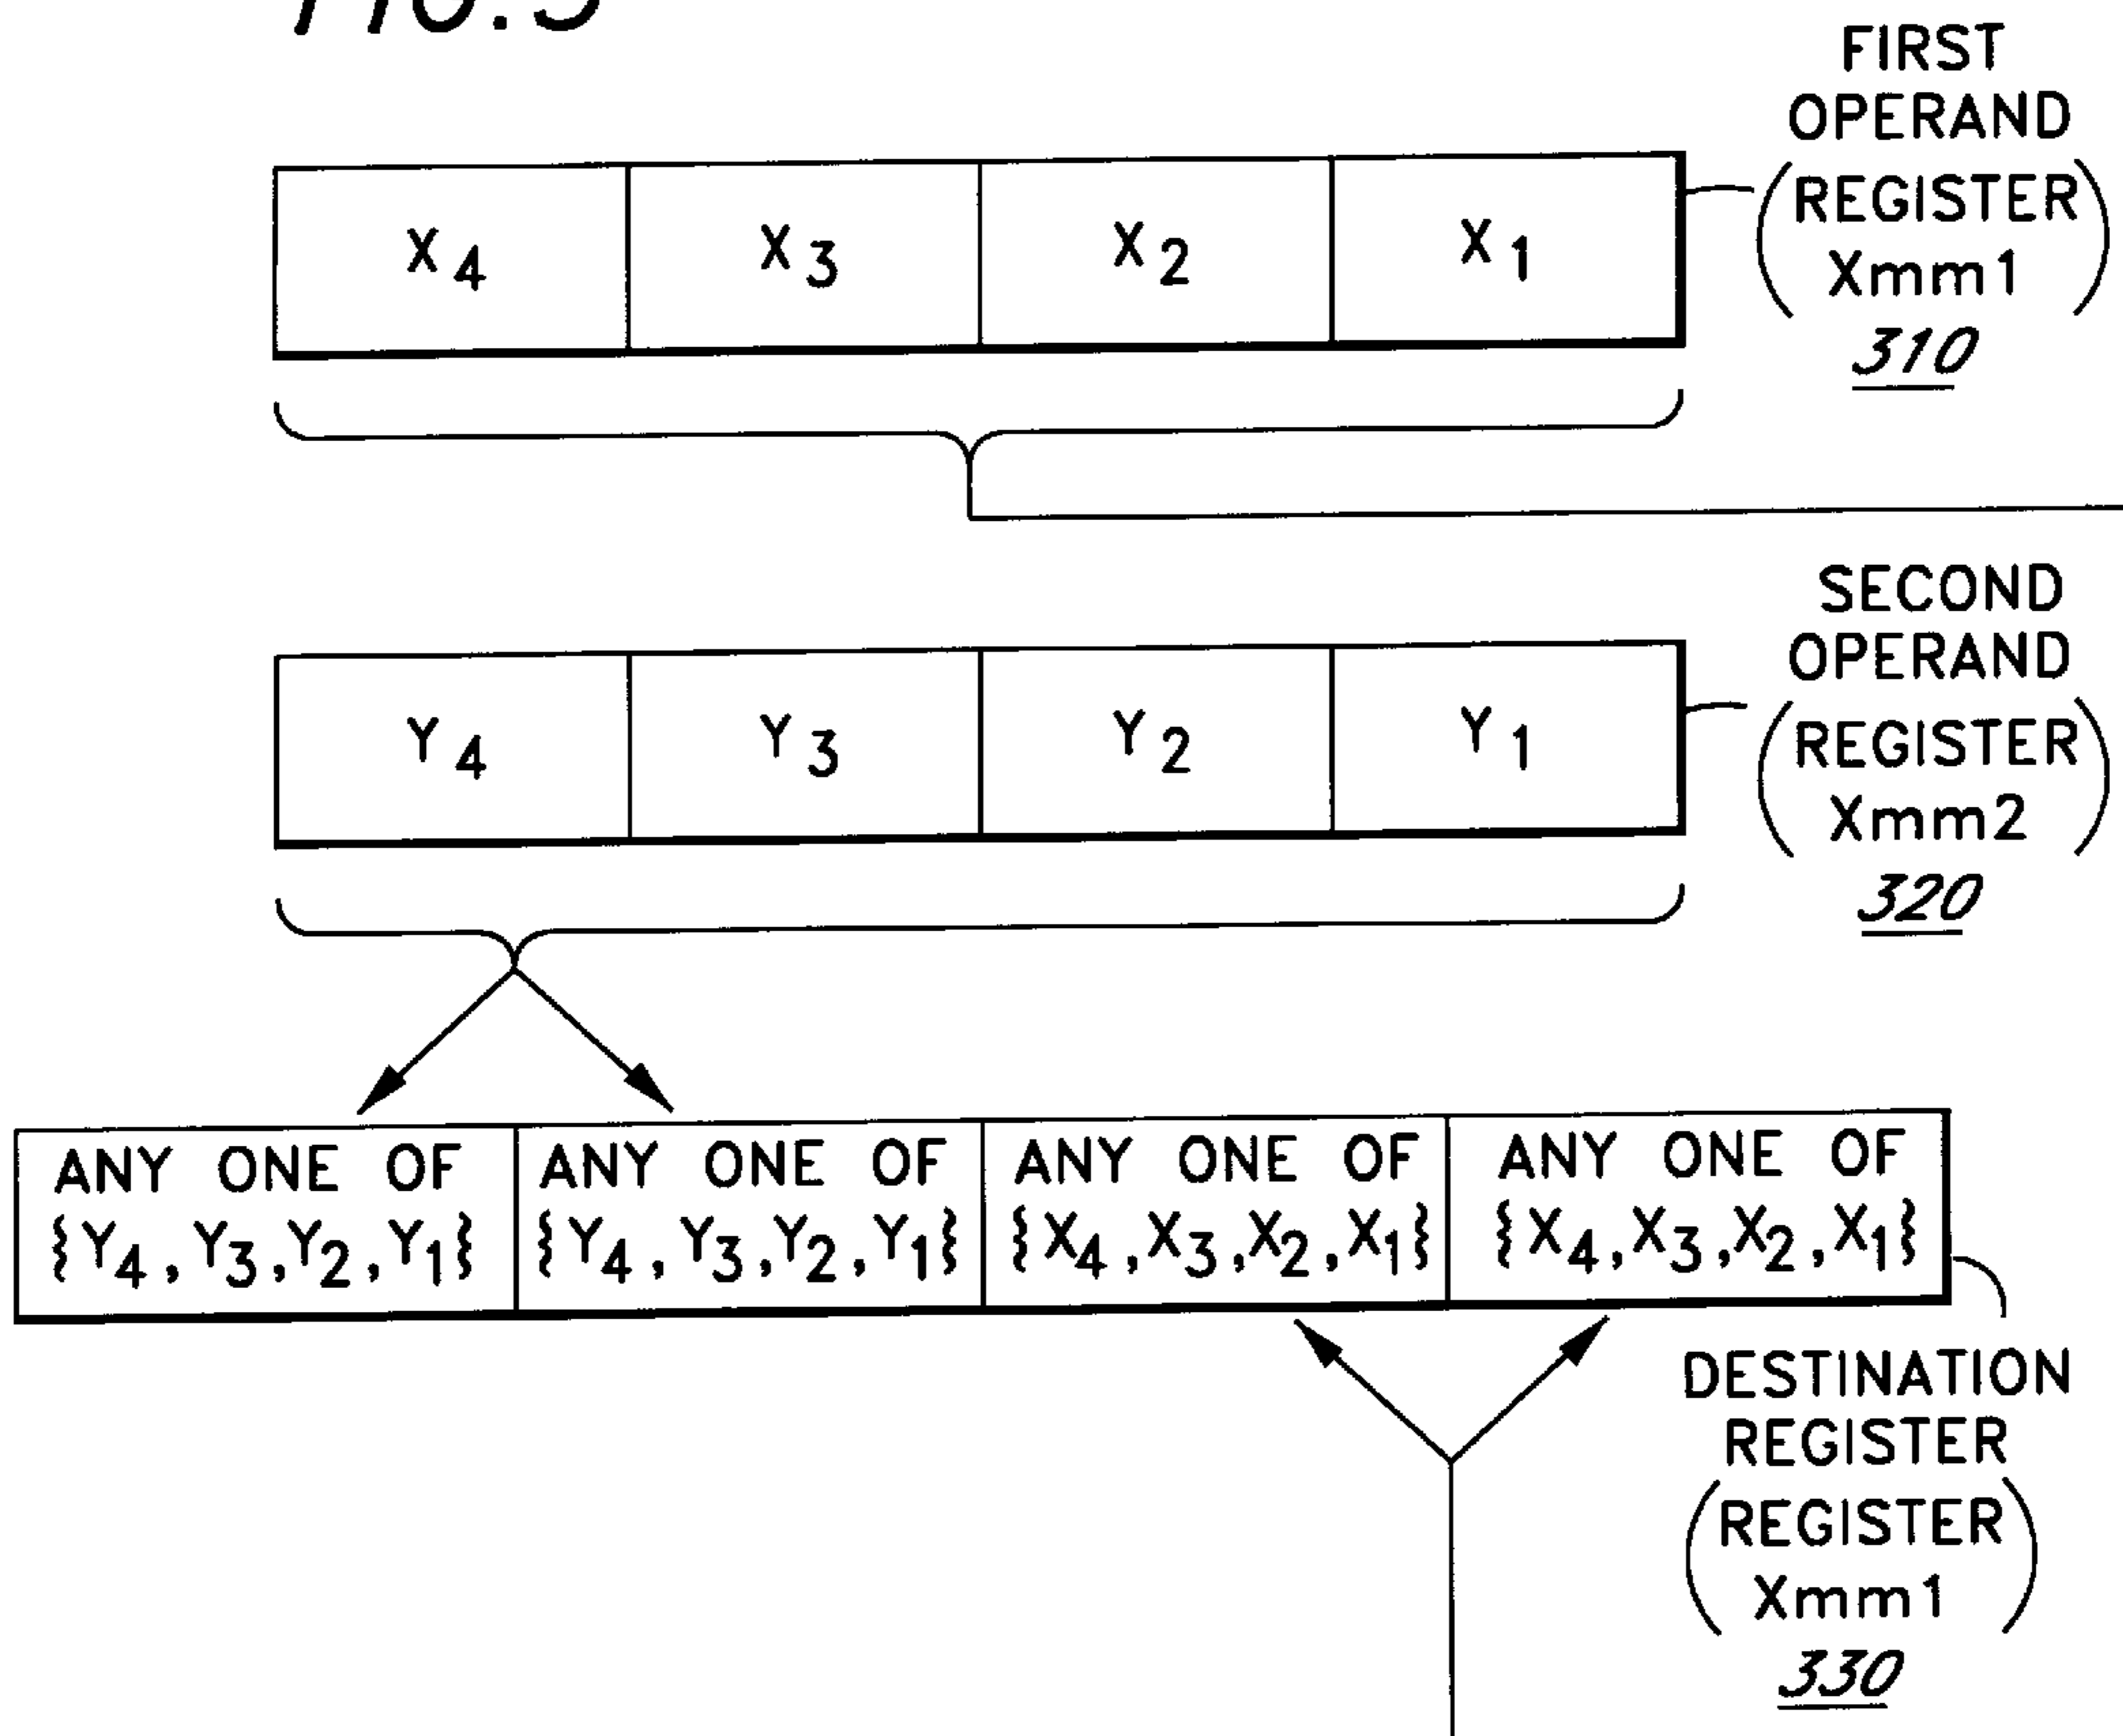 FIG. 3
FIRST
OPERAND
(REGISTER
Xmm1)
310
X4 X3 X2 X1
SECOND
OPERAND
(REGISTER
Xmm2)
320
Y4 Y3 Y2 Y1
ANY ONE OF {Y4,Y3,Y2,Y1}
ANY ONE OF {Y4,Y3,Y2,Y1}
ANY ONE OF {X4,X3,X2,X1}
ANY ONE OF {X4,X3,X2,X1}
DESTINATION
REGISTER
(REGISTER
Xmm1)
330